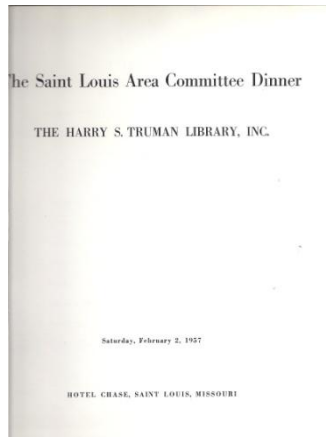 The Saint Louis Area Committee Dinner
THE HARRY S. TRUMAN LIBRARY, INC.
Saturday, February 2, 1957
HOTEL CHASE, SAINT LOUIS, MISSOURI